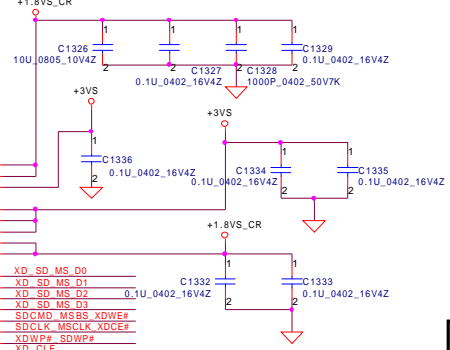 +1.8VS_CR
1 1 1 1
C1326 C1329
10U_0805_10V4Z 0.1U_0402_16V4Z
2 2 2 2
C1327 C1328
0.1U_0402_16V4Z 1000P_0402_50V7K
+3VS
+3VS
1
C1336
0.1U_0402_16V4Z
2
1 1
C1334 C1335
0.1U_0402_16V4Z 0.1U_0402_16V4Z
2 2
+1.8VS_CR
1 1
C1332 C1333
0.1U_0402_16V4Z 0.1U_0402_16V4Z
2 2
XD_SD_MS_D0
XD_SD_MS_D1
XD_SD_MS_D2
XD_SD_MS_D3
SDCMD_MSBS_XDWE#
SDCLK_MSCLK_XDCE#
XDWP#_SDWP#
XD_CLE